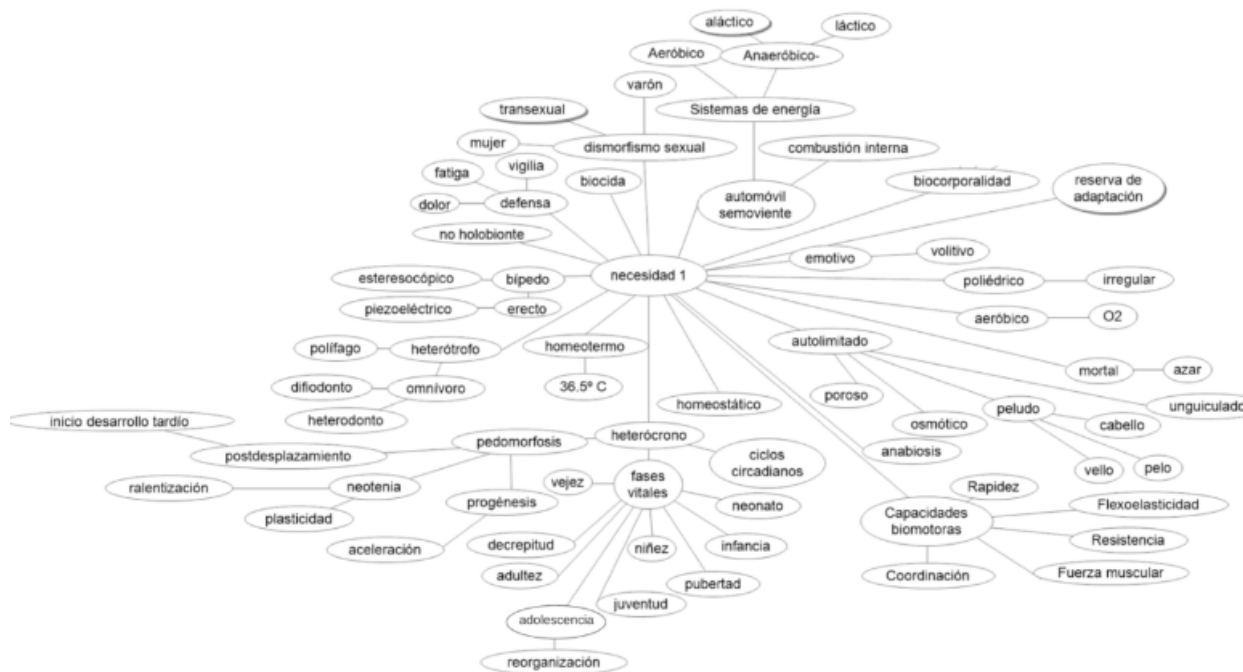 aláctico
láctico
Aeróbico
Anaeróbico-
varón
transexual
Sistemas de energía
mujer
dismorfismo sexual
combustión interna
vigilia
fatiga
biocida
biocorporalidad
reserva de
adaptación
dolor
defensa
automóvil
semoviente
no holobionte
emotivo
volitivo
esteresocópico
bípedo
necesidad 1
poliédrico
irregular
piezoeléctrico
erecto
aeróbico
O2
polífago
heterótrofo
homeotermo
autolimitado
mortal
azar
difiodonto
omnívoro
36.5º C
poroso
unguiculado
heterodonto
homeostático
osmótico
peludo
cabello
inicio desarrollo tardío
pedomorfosis
heterócrono
ciclos
circadianos
anabiosis
vello
pelo
postdesplazamiento
fases
vitales
vejez
neonato
Rapidez
ralentización
neotenia
progénesis
Capacidades
biomotoras
Flexoelasticidad
plasticidad
decrepitud
niñez
infancia
Resistencia
aceleración
adultez
pubertad
Coordinación
Fuerza muscular
juventud
adolescencia
reorganización